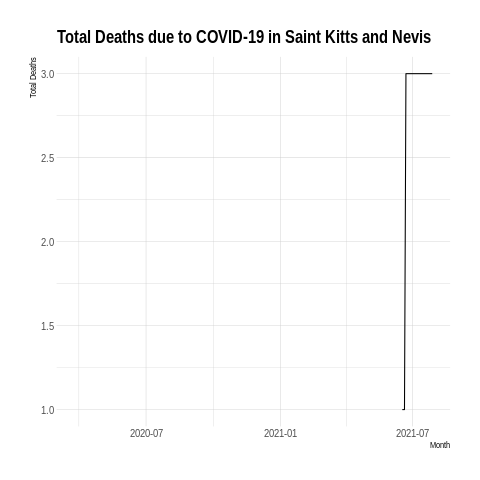 Total Deaths due to COVID-19 in Saint Kitts and Nevis
Total Deaths
3.0
2.5
2.0
1.5
1.0
2020-07 2021-01 2021-07
Month